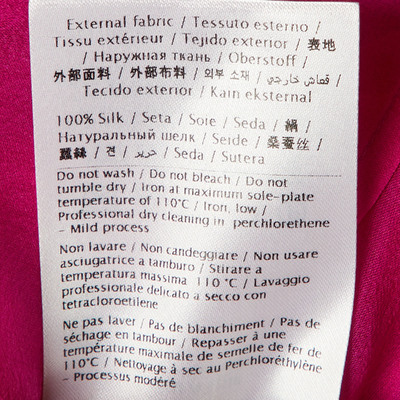 External fabric / Tessuto esterno /
Tissu extérieur / Tejido exterior / 表地
/ Наружная ткань / Oberstoff /
外部面料 / 外部布料 / 외부 소재 / قماش خارجي /
Tecido exterior / Kain eksternal
100% Silk / Seta / Soie / Seda / 絹 /
Натуральный шелк / Seide / 桑蚕丝 /
蠶絲 / 견 / حرير / Seda / Sutera
Do not wash / Do not bleach / Do not
tumble dry / Iron at maximum sole-plate
temperature of 110°C / Iron, low /
Professional dry cleaning in perchlorethene
- Mild process
Non lavare / Non candeggiare / Non usare
asciugatrice a tamburo / Stirare a
temperatura massima 110 °C / Lavaggio
professionale delicato a secco con
tetracloroetilene
Ne pas laver / Pas de blanchiment / Pas de
séchage en tambour / Repasser à une
température maximale de semelle de fer de
110°C / Nettoyage à sec au Perchloréthylène
- Processus modéré